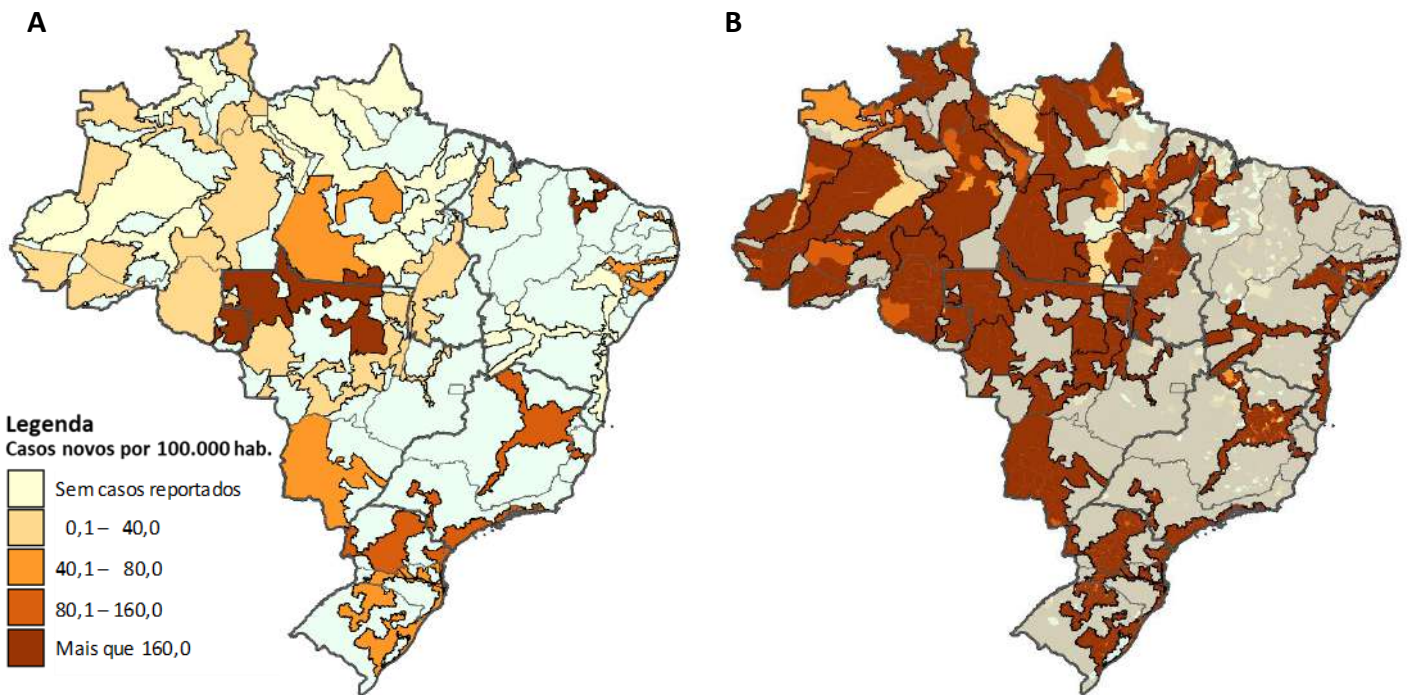 A
B
Legenda
Casos novos por 100.000 hab.
Sem casos reportados
0,1 – 40,0
40,1 – 80,0
80,1 – 160,0
Mais que 160,0